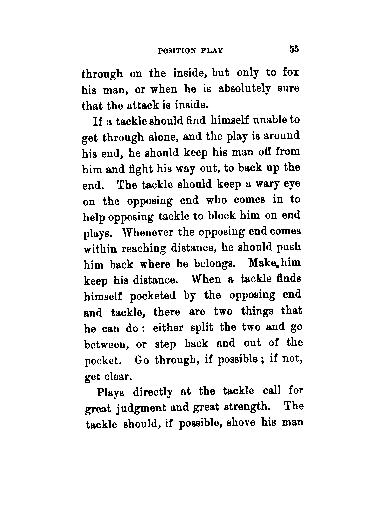 POSITION PLAY 55
through on the inside, but only to fox
his man, or when he is absolutely sure
that the attack is inside.
If a tackle should find himself unable to
get through alone, and the play is around
his end, he should keep his man off from
him and fight his way out, to back up the
end. The tackle should keep a wary eye
on the opposing end who comes in to
help opposing tackle to block him on end
plays. Whenever the opposing end comes
within reaching distance, he should push
him back where he belongs. Make him
keep his distance. When a tackle finds
himself pocketed by the opposing end
and tackle, there are two things that
he can do: either split the two and go
between, or step back and out of the
pocket. Go through, if possible; if not,
get clear.
Plays directly at the tackle call for
great judgment and great strength. The
tackle should, if possible, shove his man